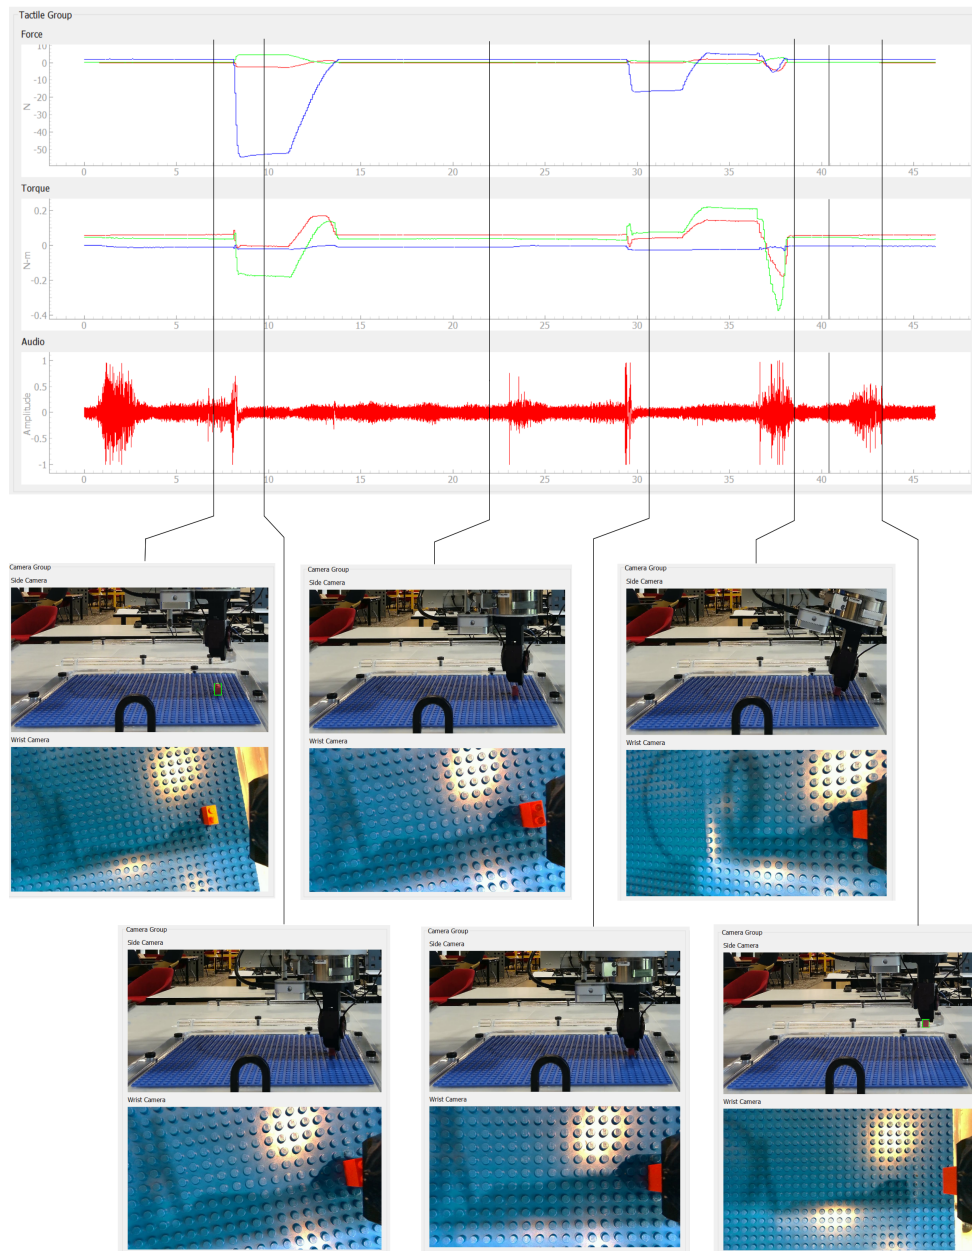 Tactile Group
Force
10
0
-10
-20
-30
-40
-50
N
0 5 10 15 20 25 30 35 40 45
Torque
0.2
0
-0.2
-0.4
N-m
0 5 10 15 20 25 30 35 40 45
Audio
1
0.5
0
-0.5
-1
Amplitude
0 5 10 15 20 25 30 35 40 45
Camera Group
Side Camera
Wrist Camera
Camera Group
Side Camera
Wrist Camera
Camera Group
Side Camera
Wrist Camera
Camera Group
Side Camera
Wrist Camera
Camera Group
Side Camera
Wrist Camera
Camera Group
Side Camera
Wrist Camera